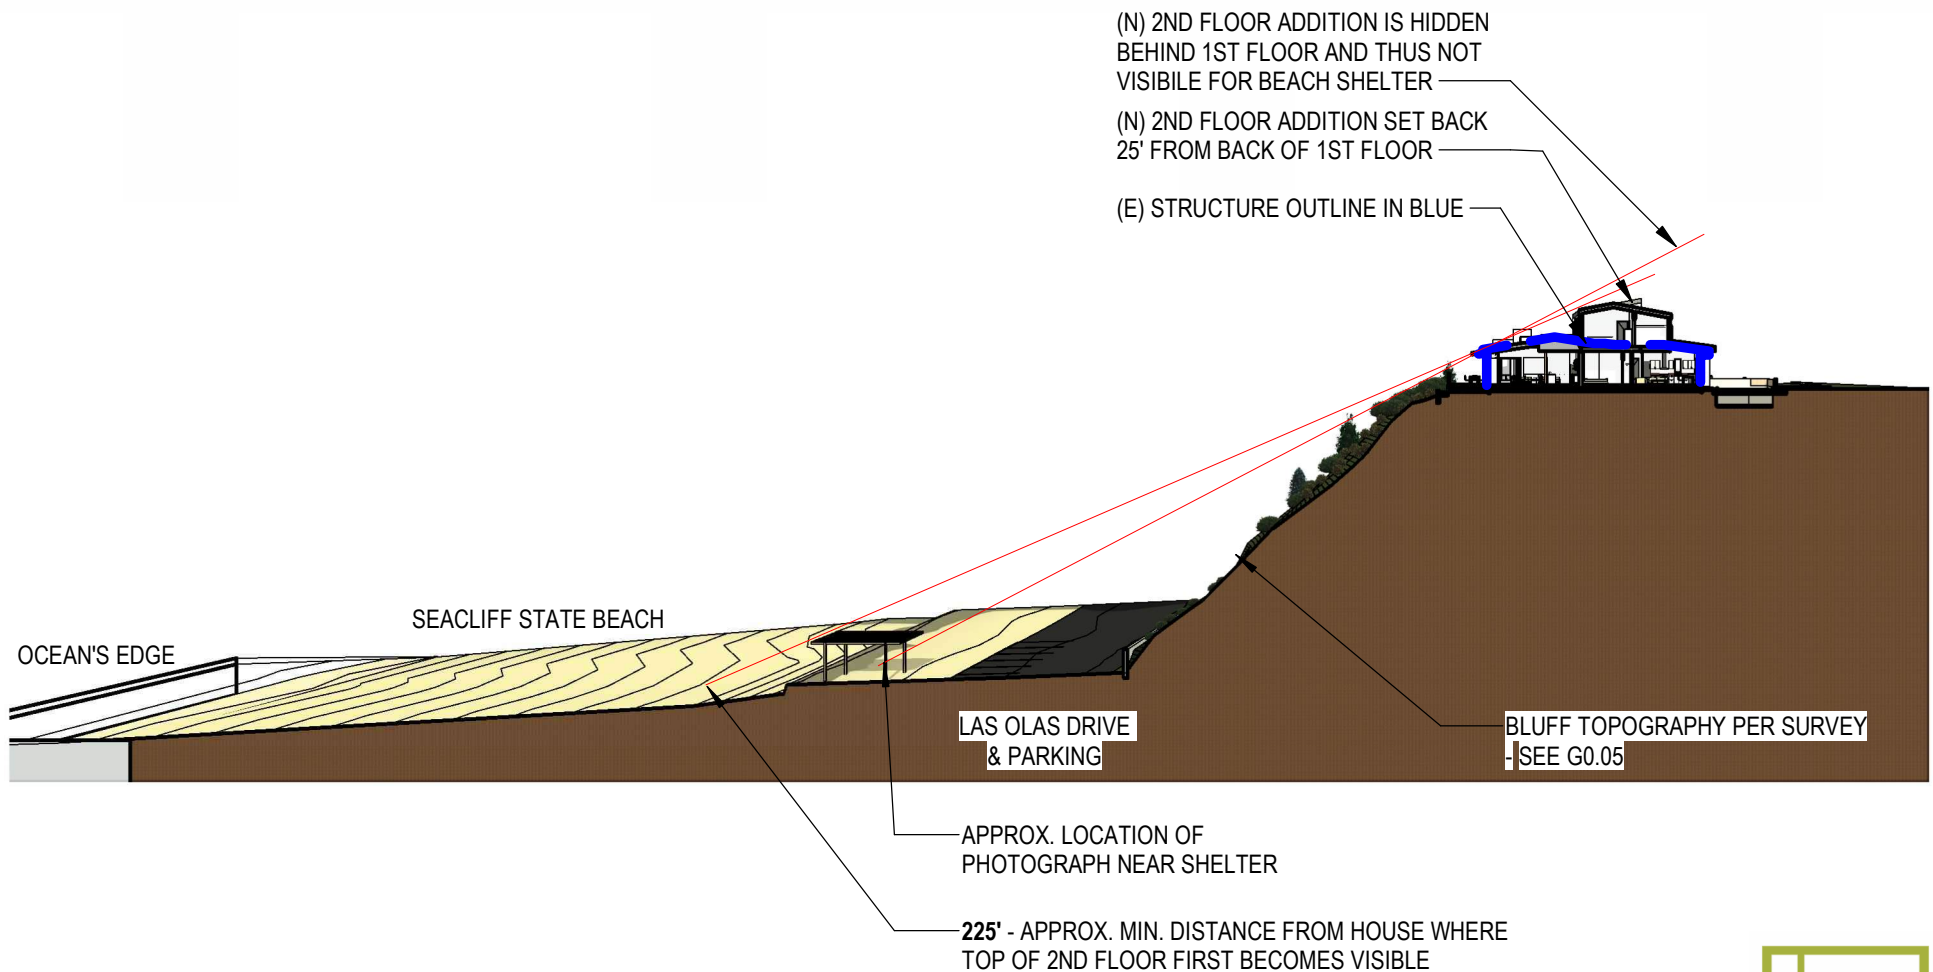 (N) 2ND FLOOR ADDITION IS HIDDEN
BEHIND 1ST FLOOR AND THUS NOT
VISIBILE FOR BEACH SHELTER
(N) 2ND FLOOR ADDITION SET BACK
25' FROM BACK OF 1ST FLOOR
(E) STRUCTURE OUTLINE IN BLUE
SEACLIFF STATE BEACH
OCEAN'S EDGE
LAS OLAS DRIVE
& PARKING
BLUFF TOPOGRAPHY PER SURVEY
- SEE G0.05
APPROX. LOCATION OF
PHOTOGRAPH NEAR SHELTER
225' - APPROX. MIN. DISTANCE FROM HOUSE WHERE
TOP OF 2ND FLOOR FIRST BECOMES VISIBLE